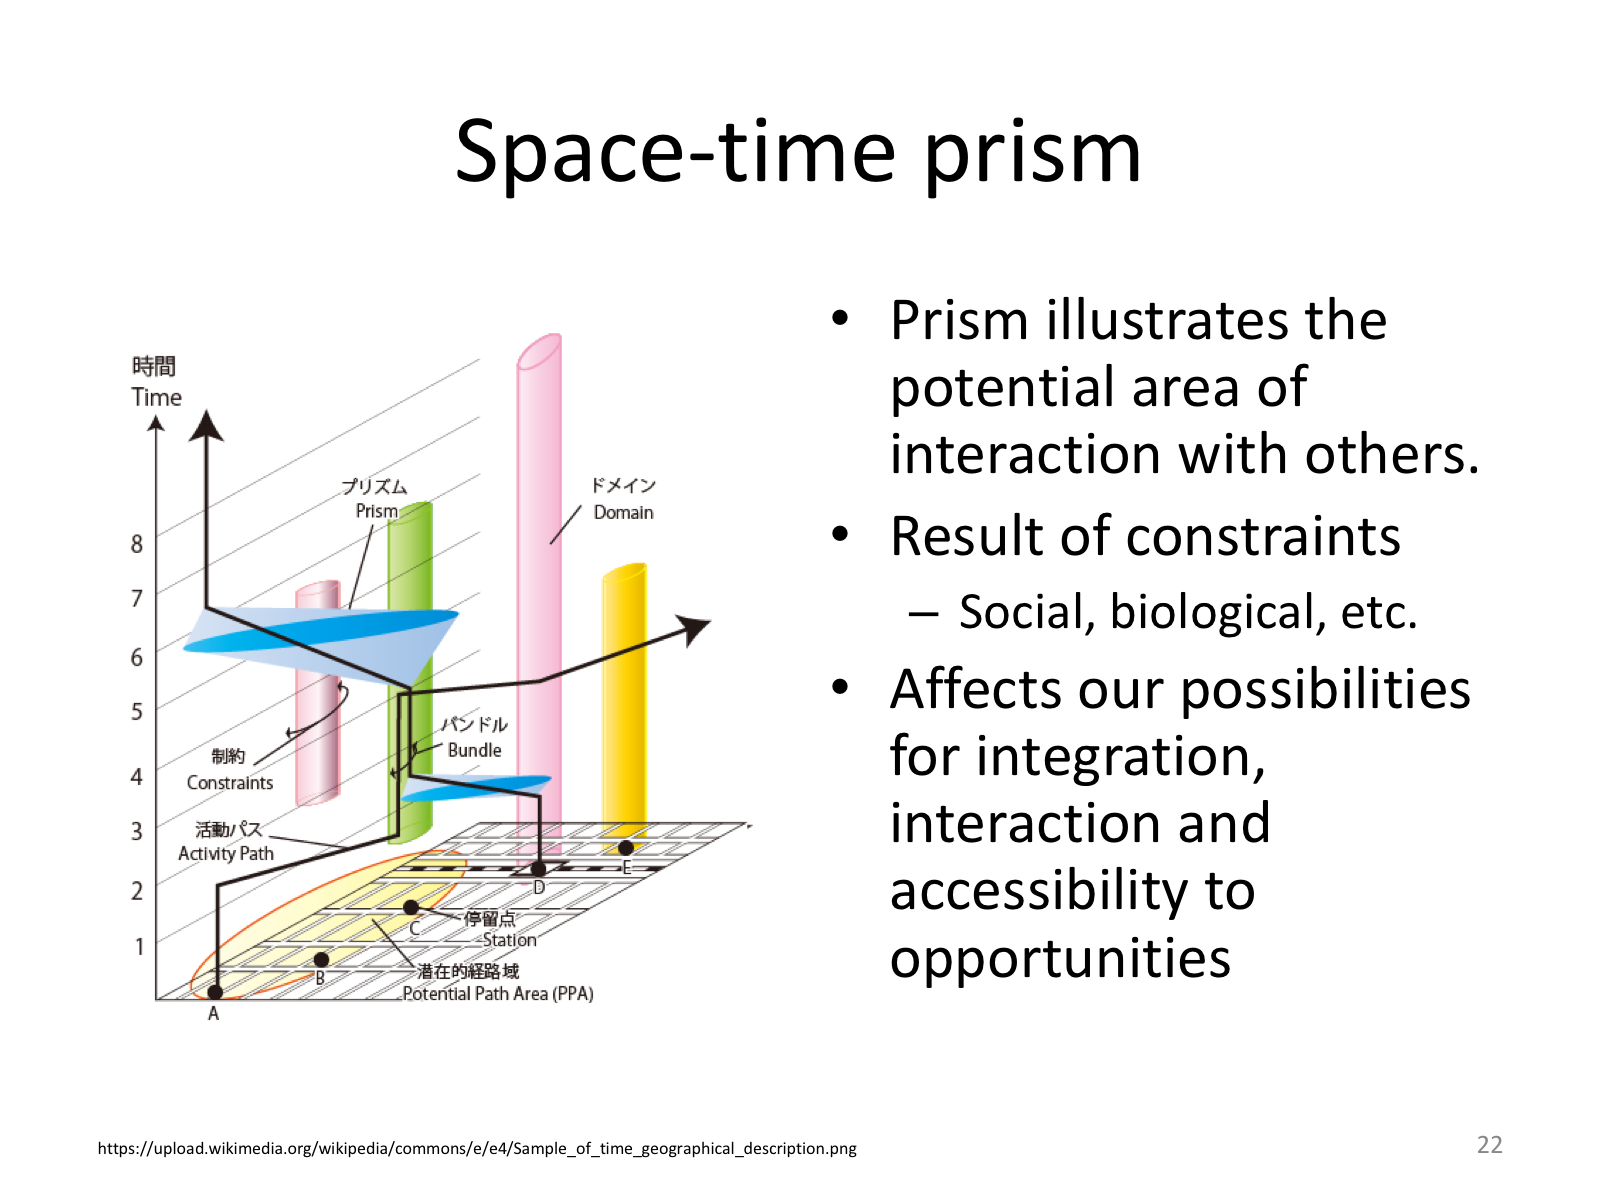 Space-time prism
時間
Time
8
7
6
5
4
3
2
1
プリズム
Prism
ドメイン
Domain
制約
Constraints
バンドル
Bundle
活動パス
Activity Path
A
B
C
D
E
停留点
Station
潜在的経路域
Potential Path Area (PPA)
• Prism illustrates the
potential area of
interaction with others.
• Result of constraints
– Social, biological, etc.
• Affects our possibilities
for integration,
interaction and
accessibility to
opportunities
https://upload.wikimedia.org/wikipedia/commons/e/e4/Sample_of_time_geographical_description.png
22